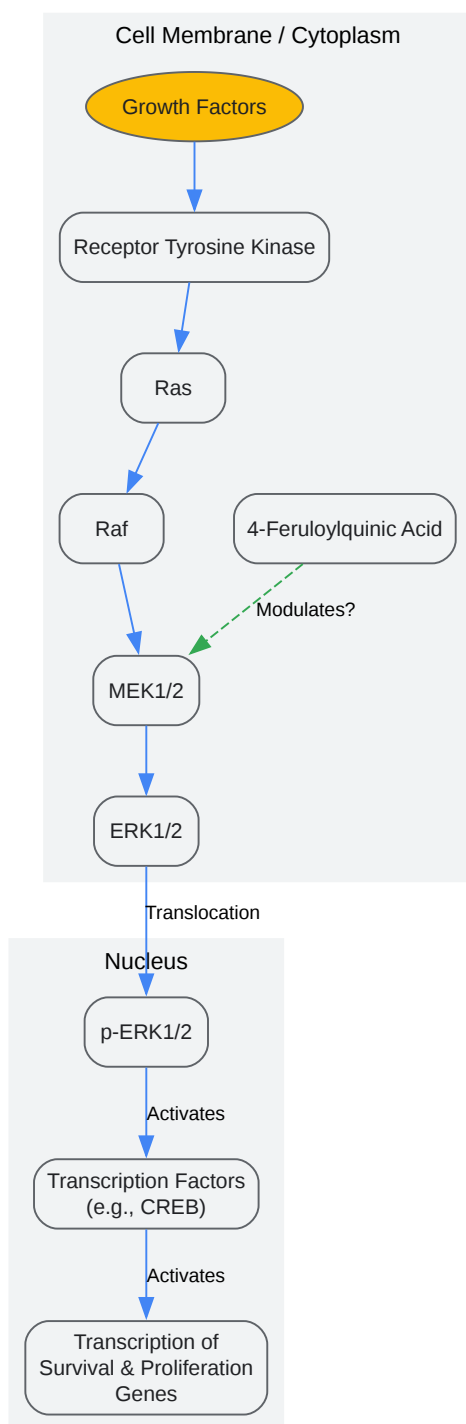 Cell Membrane / Cytoplasm
Growth Factors
Receptor Tyrosine Kinase
Ras
Raf
4-Feruloylquinic Acid
Modulates?
MEK1/2
ERK1/2
Translocation
Nucleus
p-ERK1/2
Activates
Transcription Factors
(e.g., CREB)
Activates
Transcription of
Survival & Proliferation
Genes